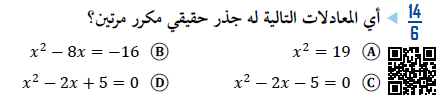 14/6 أي المعادلات التالية له جذر حقيقي مكرر مرتين؟
A x² = 19 B x² − 8x = −16
C x² − 2x − 5 = 0 D x² − 2x + 5 = 0